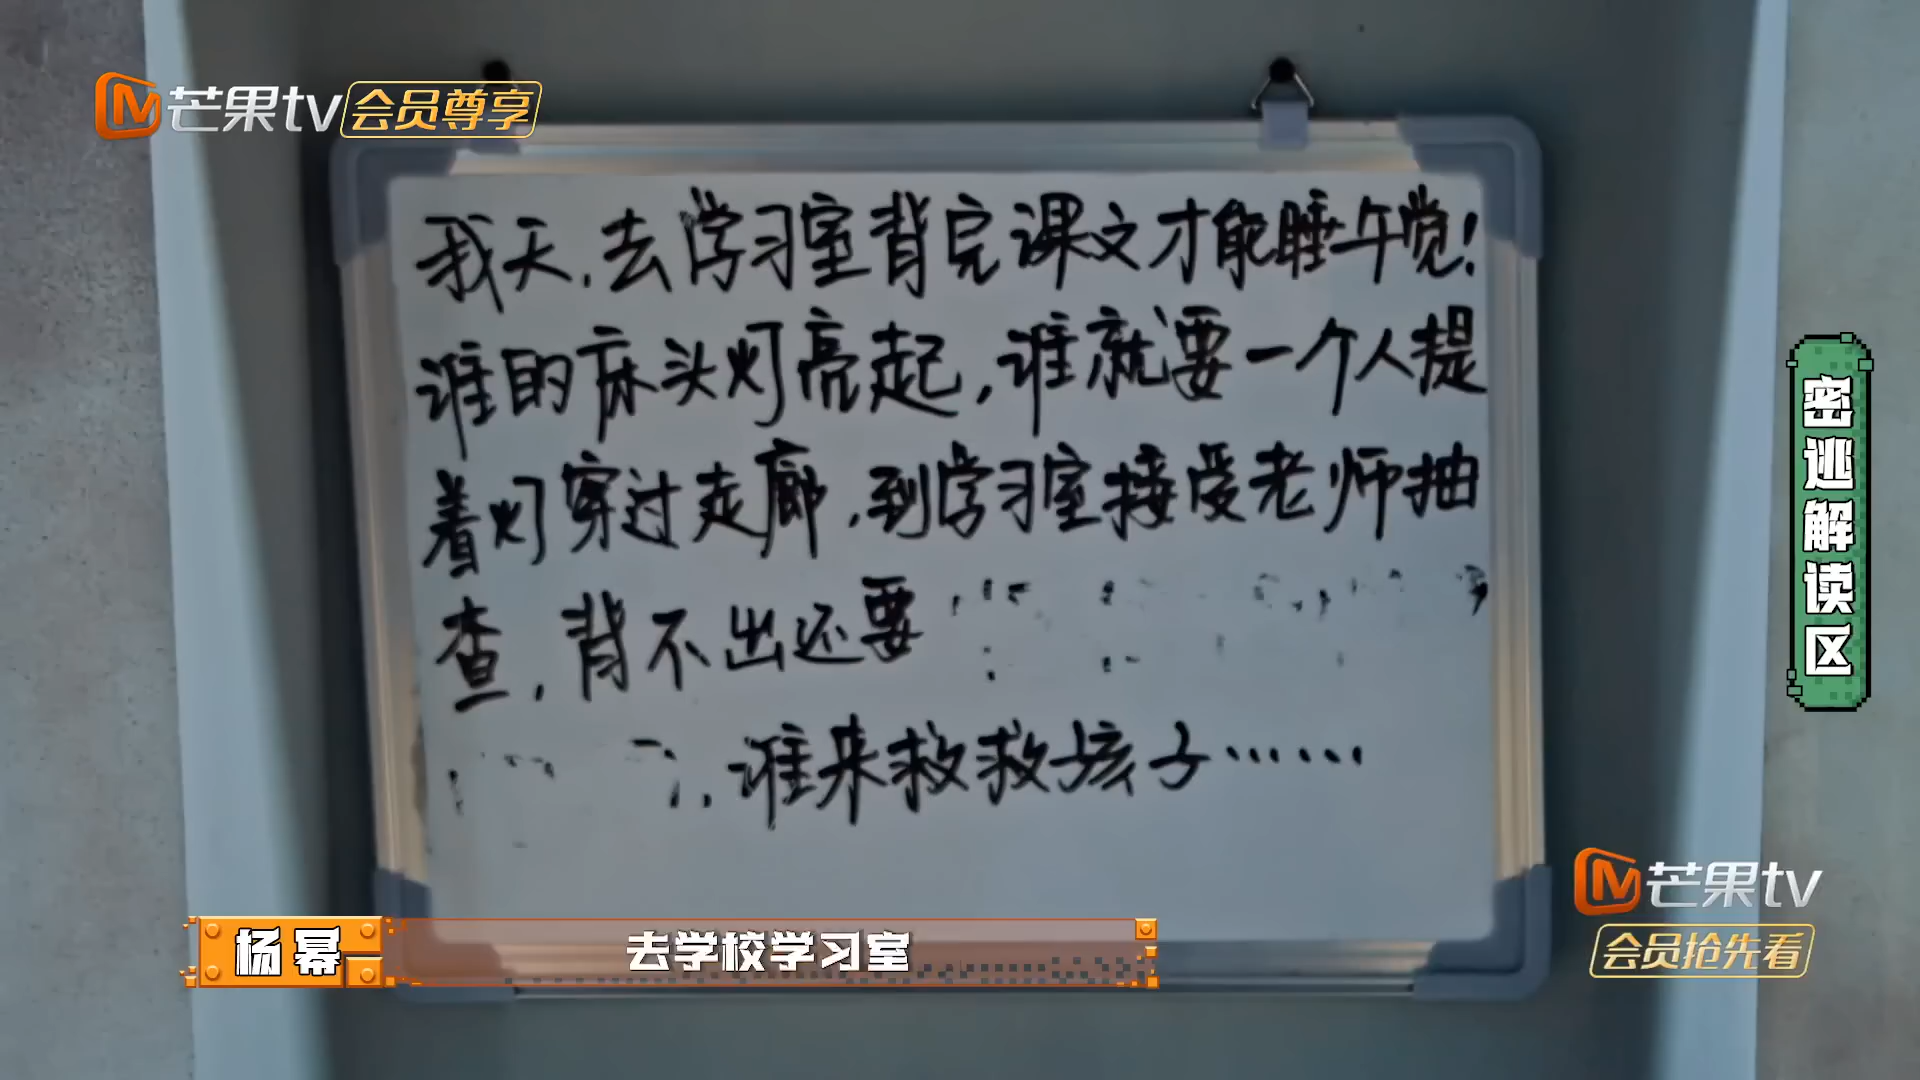 芒果tv会员尊享
我天,去学习室背完课文才能睡午觉!
谁的床头灯亮起,谁就要一个人提
着灯穿过走廊,到学习室接受老师抽
查,背不出还要
谁来救救孩子……
密逃解读区
芒果tv
会员抢先看
杨幂 去学校学习室